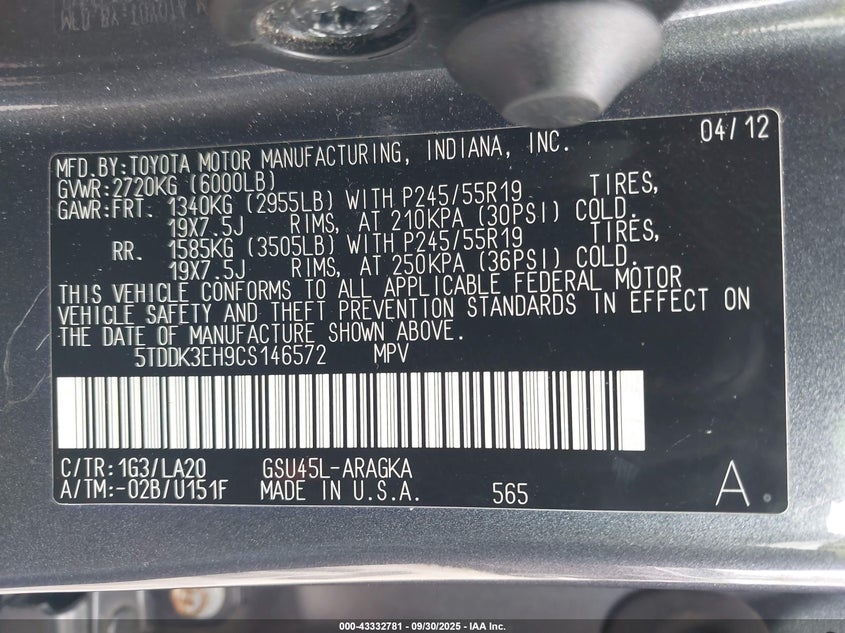 MFD.BY:TOYOTA MOTOR MANUFACTURING, INDIANA, INC. 04/12
GVWR:2720KG (6000LB)
GAWR:FRT. 1340KG (2955LB) WITH P245/55R19 TIRES,
19X7.5J RIMS, AT 210KPA (30PSI) COLD.
RR. 1585KG (3505LB) WITH P245/55R19 TIRES,
19X7.5J RIMS, AT 250KPA (36PSI) COLD.
THIS VEHICLE CONFORMS TO ALL APPLICABLE FEDERAL MOTOR
VEHICLE SAFETY AND THEFT PREVENTION STANDARDS IN EFFECT ON
THE DATE OF MANUFACTURE SHOWN ABOVE.
5TDDK3EH9CS146572 MPV
C/TR:1G3/LA20 GSU45L-ARAGKA
A/TM:-02B/U151F MADE IN U.S.A. 565 A
000-43332781 - 09/30/2025 - IAA Inc.